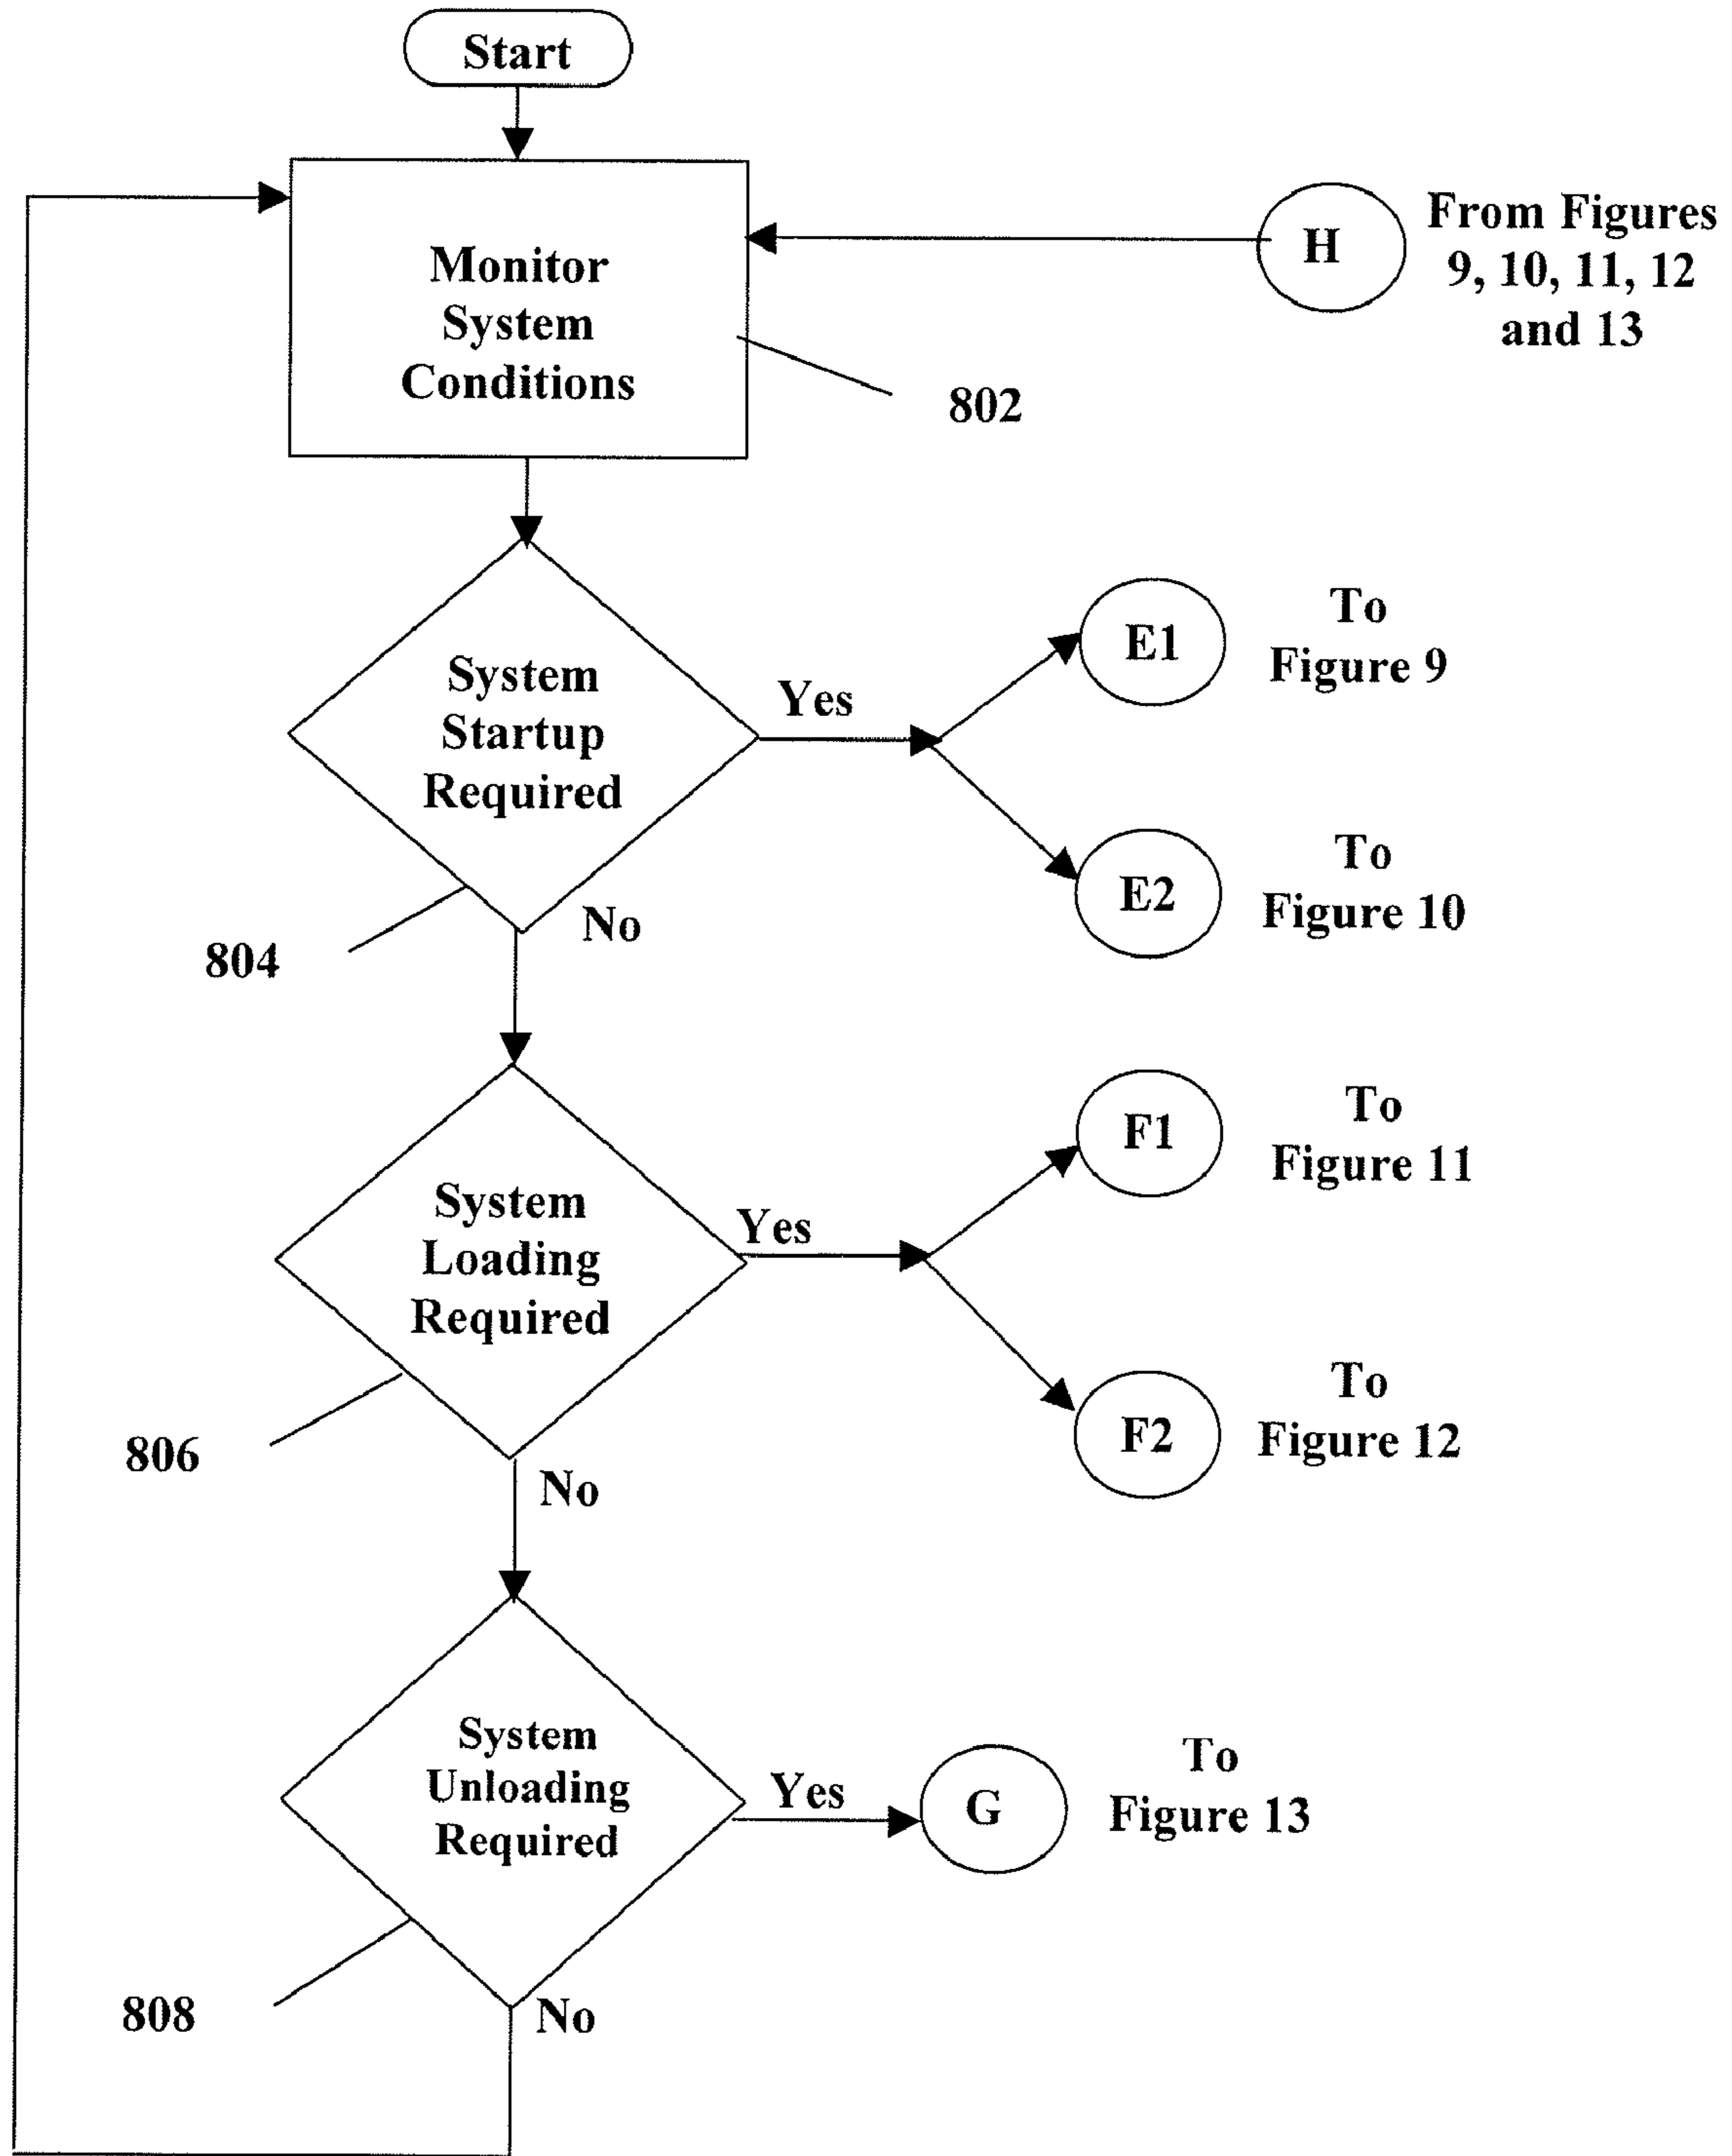 Start
Monitor
System
Conditions
802
H
From Figures
9, 10, 11, 12
and 13
System
Startup
Required
Yes
No
804
E1
To
Figure 9
E2
To
Figure 10
System
Loading
Required
Yes
No
806
F1
To
Figure 11
F2
To
Figure 12
System
Unloading
Required
Yes
No
808
G
To
Figure 13